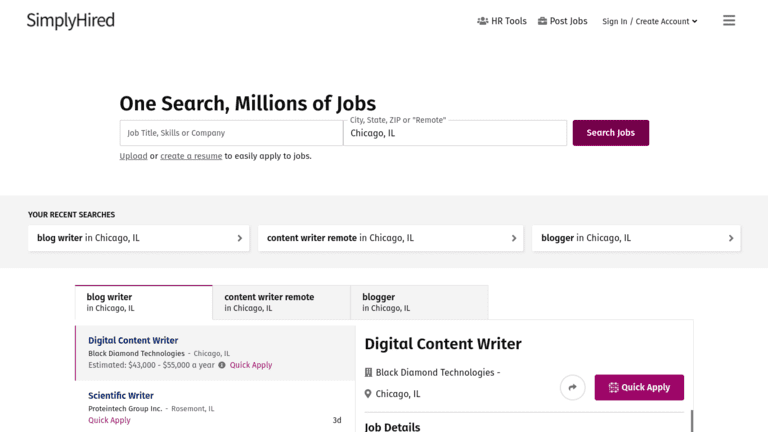 SimplyHired
HR Tools
Post Jobs
Sign In / Create Account
One Search, Millions of Jobs
Job Title, Skills or Company
City, State, ZIP or "Remote"
Chicago, IL
Search Jobs
Upload or create a resume to easily apply to jobs.
YOUR RECENT SEARCHES
blog writer in Chicago, IL
content writer remote in Chicago, IL
blogger in Chicago, IL
blog writer
in Chicago, IL
content writer remote
in Chicago, IL
blogger
in Chicago, IL
Digital Content Writer
Black Diamond Technologies - Chicago, IL
Estimated: $43,000 - $55,000 a year Quick Apply
Scientific Writer
Proteintech Group Inc. - Rosemont, IL
Quick Apply
3d
Digital Content Writer
Black Diamond Technologies -
Chicago, IL
Quick Apply
Job Details